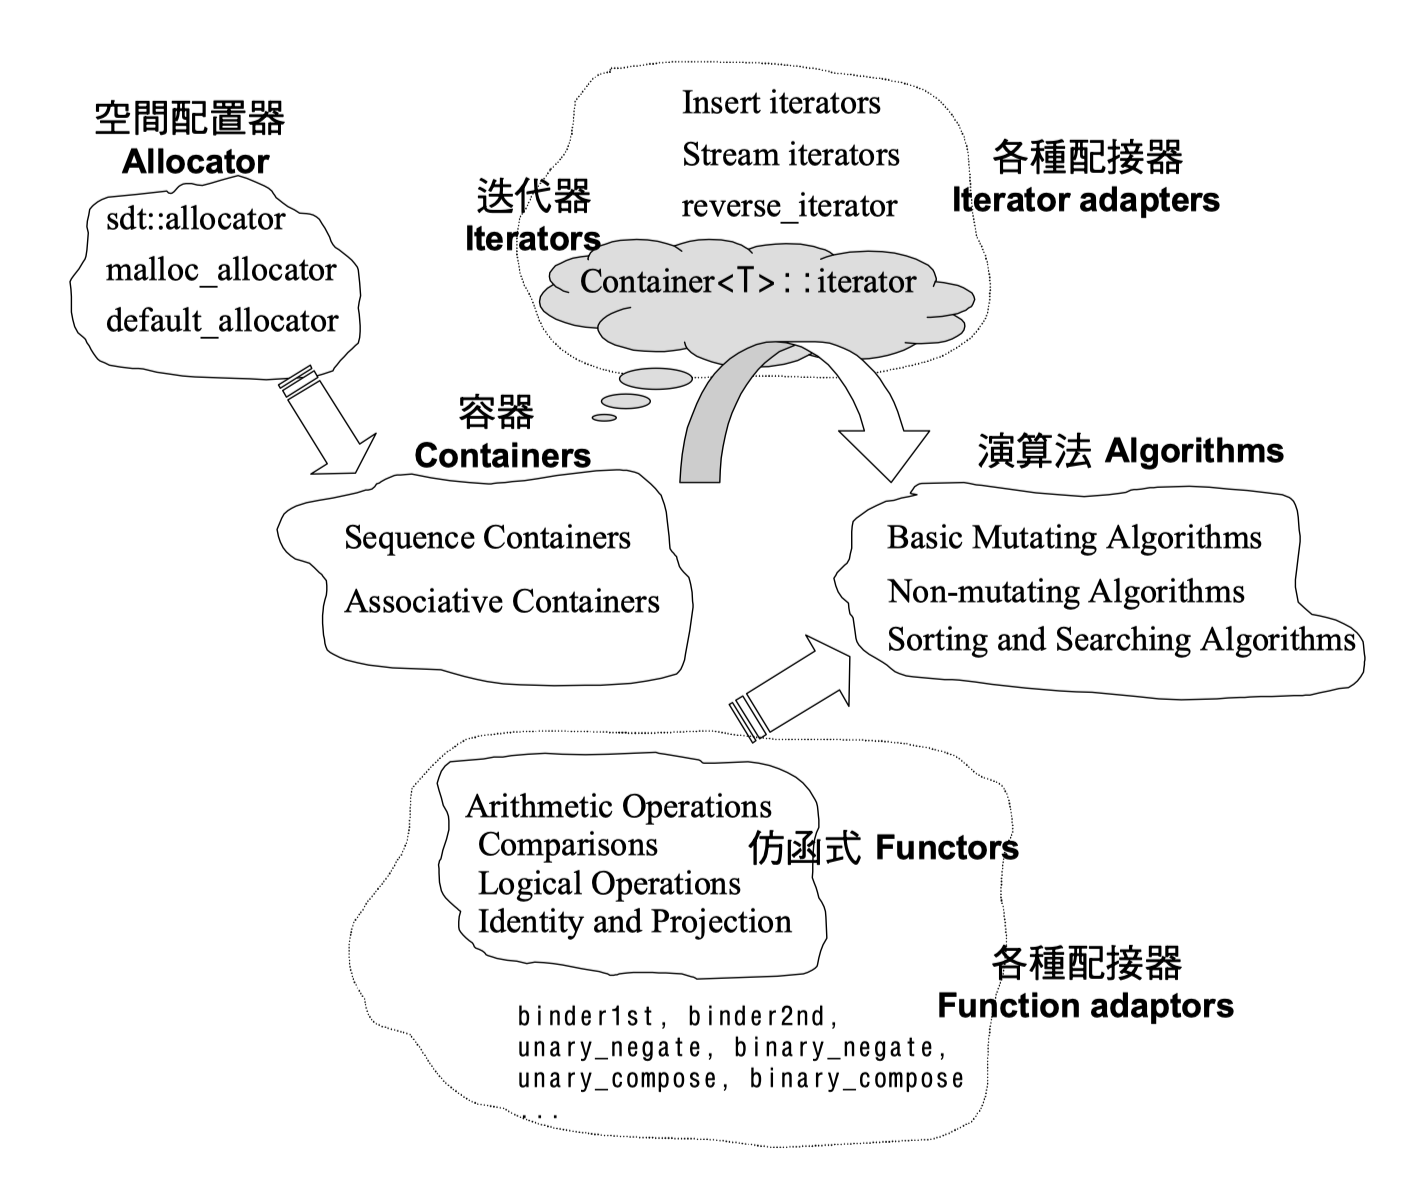 空間配置器
Allocator
sdt::allocator
malloc_allocator
default_allocator
Insert iterators
Stream iterators
reverse_iterator
各種配接器
Iterator adapters
迭代器
Iterators
Container<T>::iterator
容器
Containers
Sequence Containers
Associative Containers
演算法 Algorithms
Basic Mutating Algorithms
Non-mutating Algorithms
Sorting and Searching Algorithms
Arithmetic Operations
Comparisons
Logical Operations
Identity and Projection
仿函式 Functors
各種配接器
Function adaptors
binder1st, binder2nd,
unary_negate, binary_negate,
unary_compose, binary_compose
...